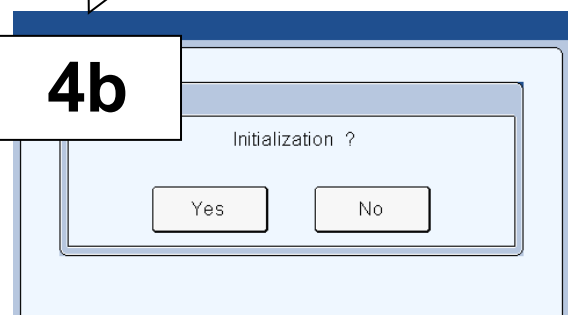 4b
Initialization ?
Yes No